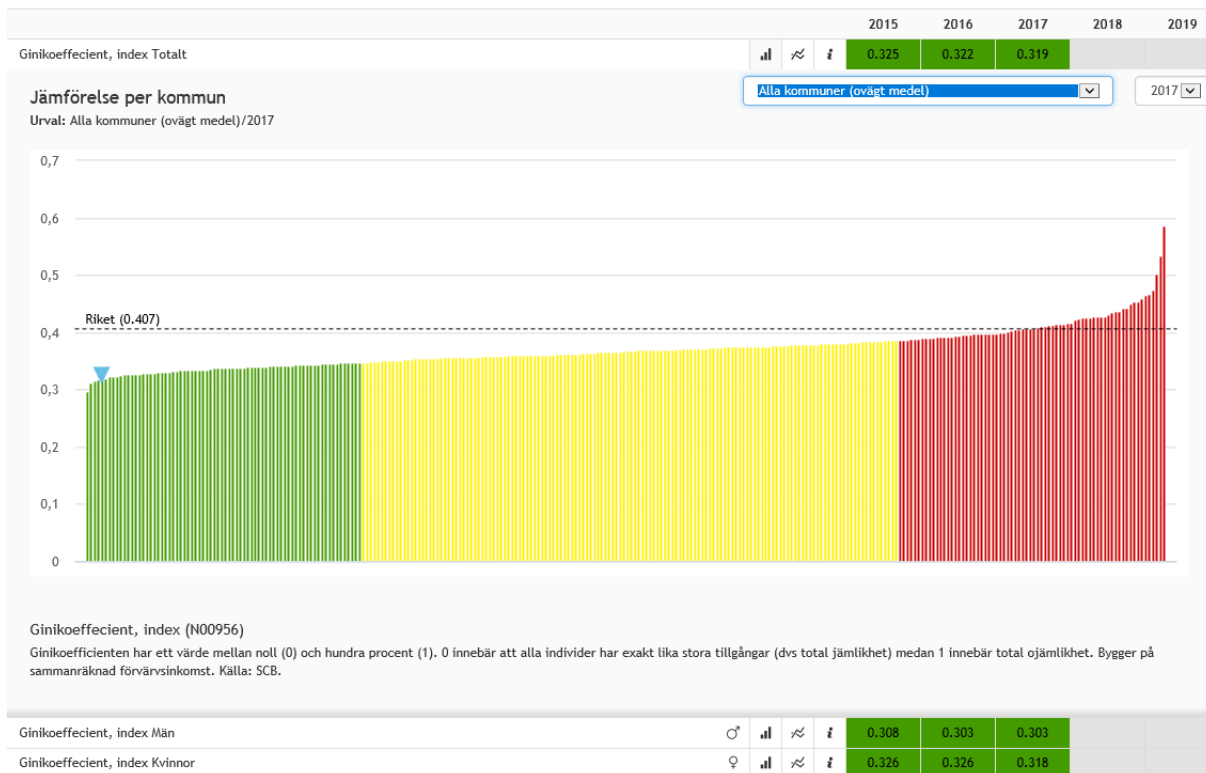 2015 2016 2017 2018 2019
Ginikoeffecient, index Totalt i 0.325 0.322 0.319
Jämförelse per kommun
Alla kommuner (ovägt medel) 2017
Urval: Alla kommuner (ovägt medel)/2017
0,7
0,6
0,5
Riket (0.407)
0,4
0,3
0,2
0,1
0
Ginikoeffecient, index (N00956)
Ginikoefficienten har ett värde mellan noll (0) och hundra procent (1). 0 innebär att alla individer har exakt lika stora tillgångar (dvs total jämlikhet) medan 1 innebär total ojämlikhet. Bygger på
sammanräknad förvärvsinkomst. Källa: SCB.
Ginikoeffecient, index Män ♂ i 0.308 0.303 0.303
Ginikoeffecient, index Kvinnor ♀ i 0.326 0.326 0.318